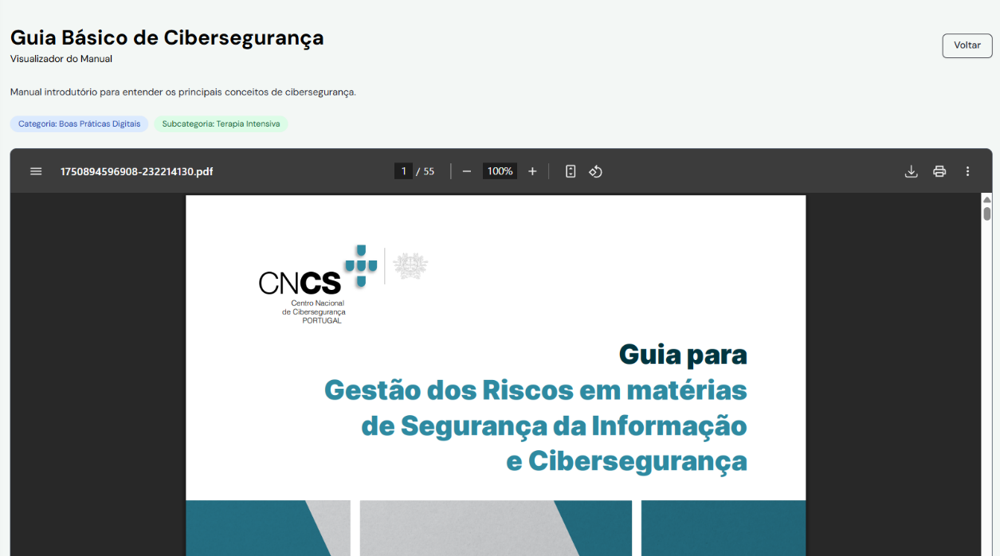 Guia Básico de Cibersegurança
Visualizador do Manual
Voltar
Manual introdutório para entender os principais conceitos de cibersegurança.
Categoria: Boas Práticas Digitais
Subcategoria: Terapia Intensiva
1750894596908-232214130.pdf
1 / 55
100%
CNCS
Centro Nacional
de Cibersegurança
PORTUGAL
Guia para
Gestão dos Riscos em matérias
de Segurança da Informação
e Cibersegurança